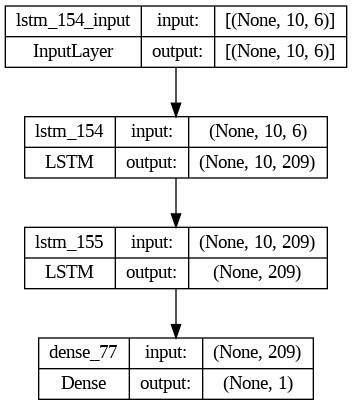 lstm_154_input input: [(None, 10, 6)]
InputLayer output: [(None, 10, 6)]
lstm_154 input: (None, 10, 6)
LSTM output: (None, 10, 209)
lstm_155 input: (None, 10, 209)
LSTM output: (None, 209)
dense_77 input: (None, 209)
Dense output: (None, 1)